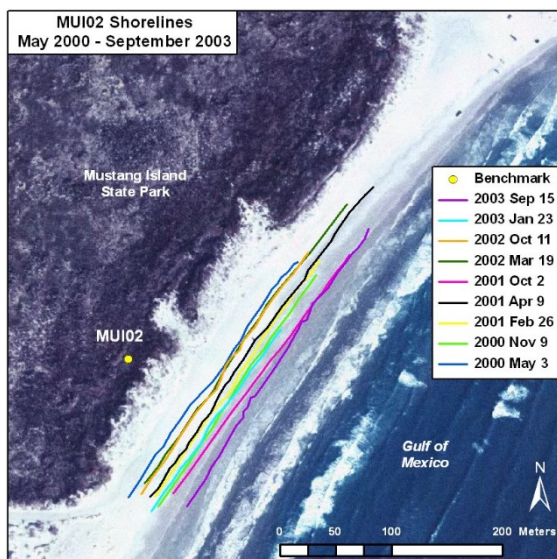 MUI02 Shorelines
May 2000 - September 2003
Mustang Island
State Park
Benchmark
2003 Sep 15
2003 Jan 23
2002 Oct 11
2002 Mar 19
2001 Oct 2
2001 Apr 9
2001 Feb 26
2000 Nov 9
2000 May 3
MUI02
Gulf of
Mexico
N
0 50 100 200
Meters